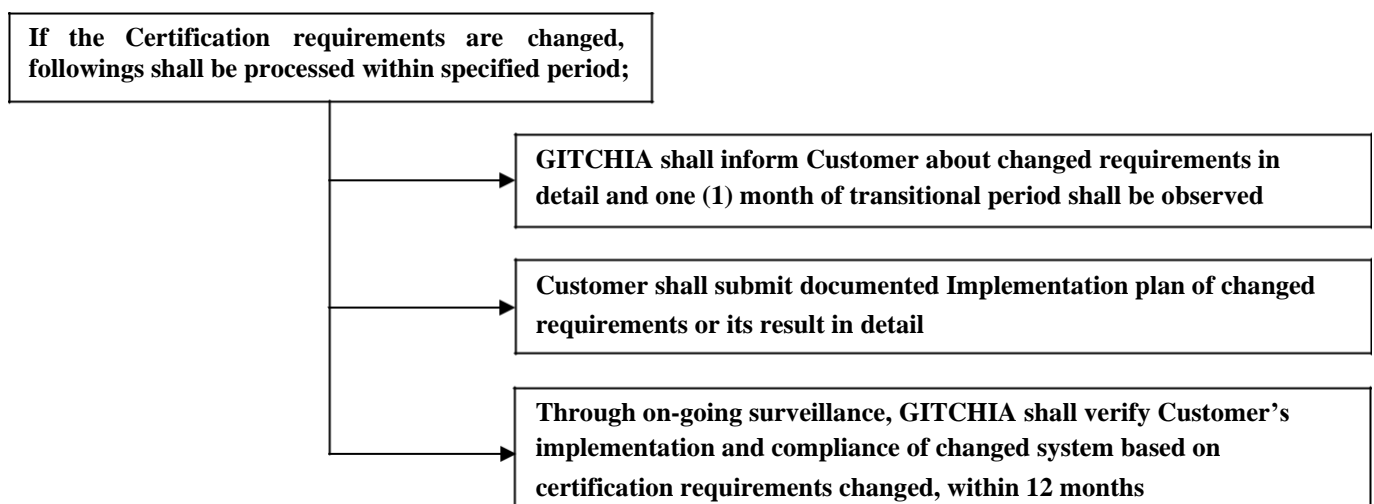 If the Certification requirements are changed,
followings shall be processed within specified period;
GITCHIA shall inform Customer about changed requirements in
detail and one (1) month of transitional period shall be observed
Customer shall submit documented Implementation plan of changed
requirements or its result in detail
Through on-going surveillance, GITCHIA shall verify Customer’s
implementation and compliance of changed system based on
certification requirements changed, within 12 months